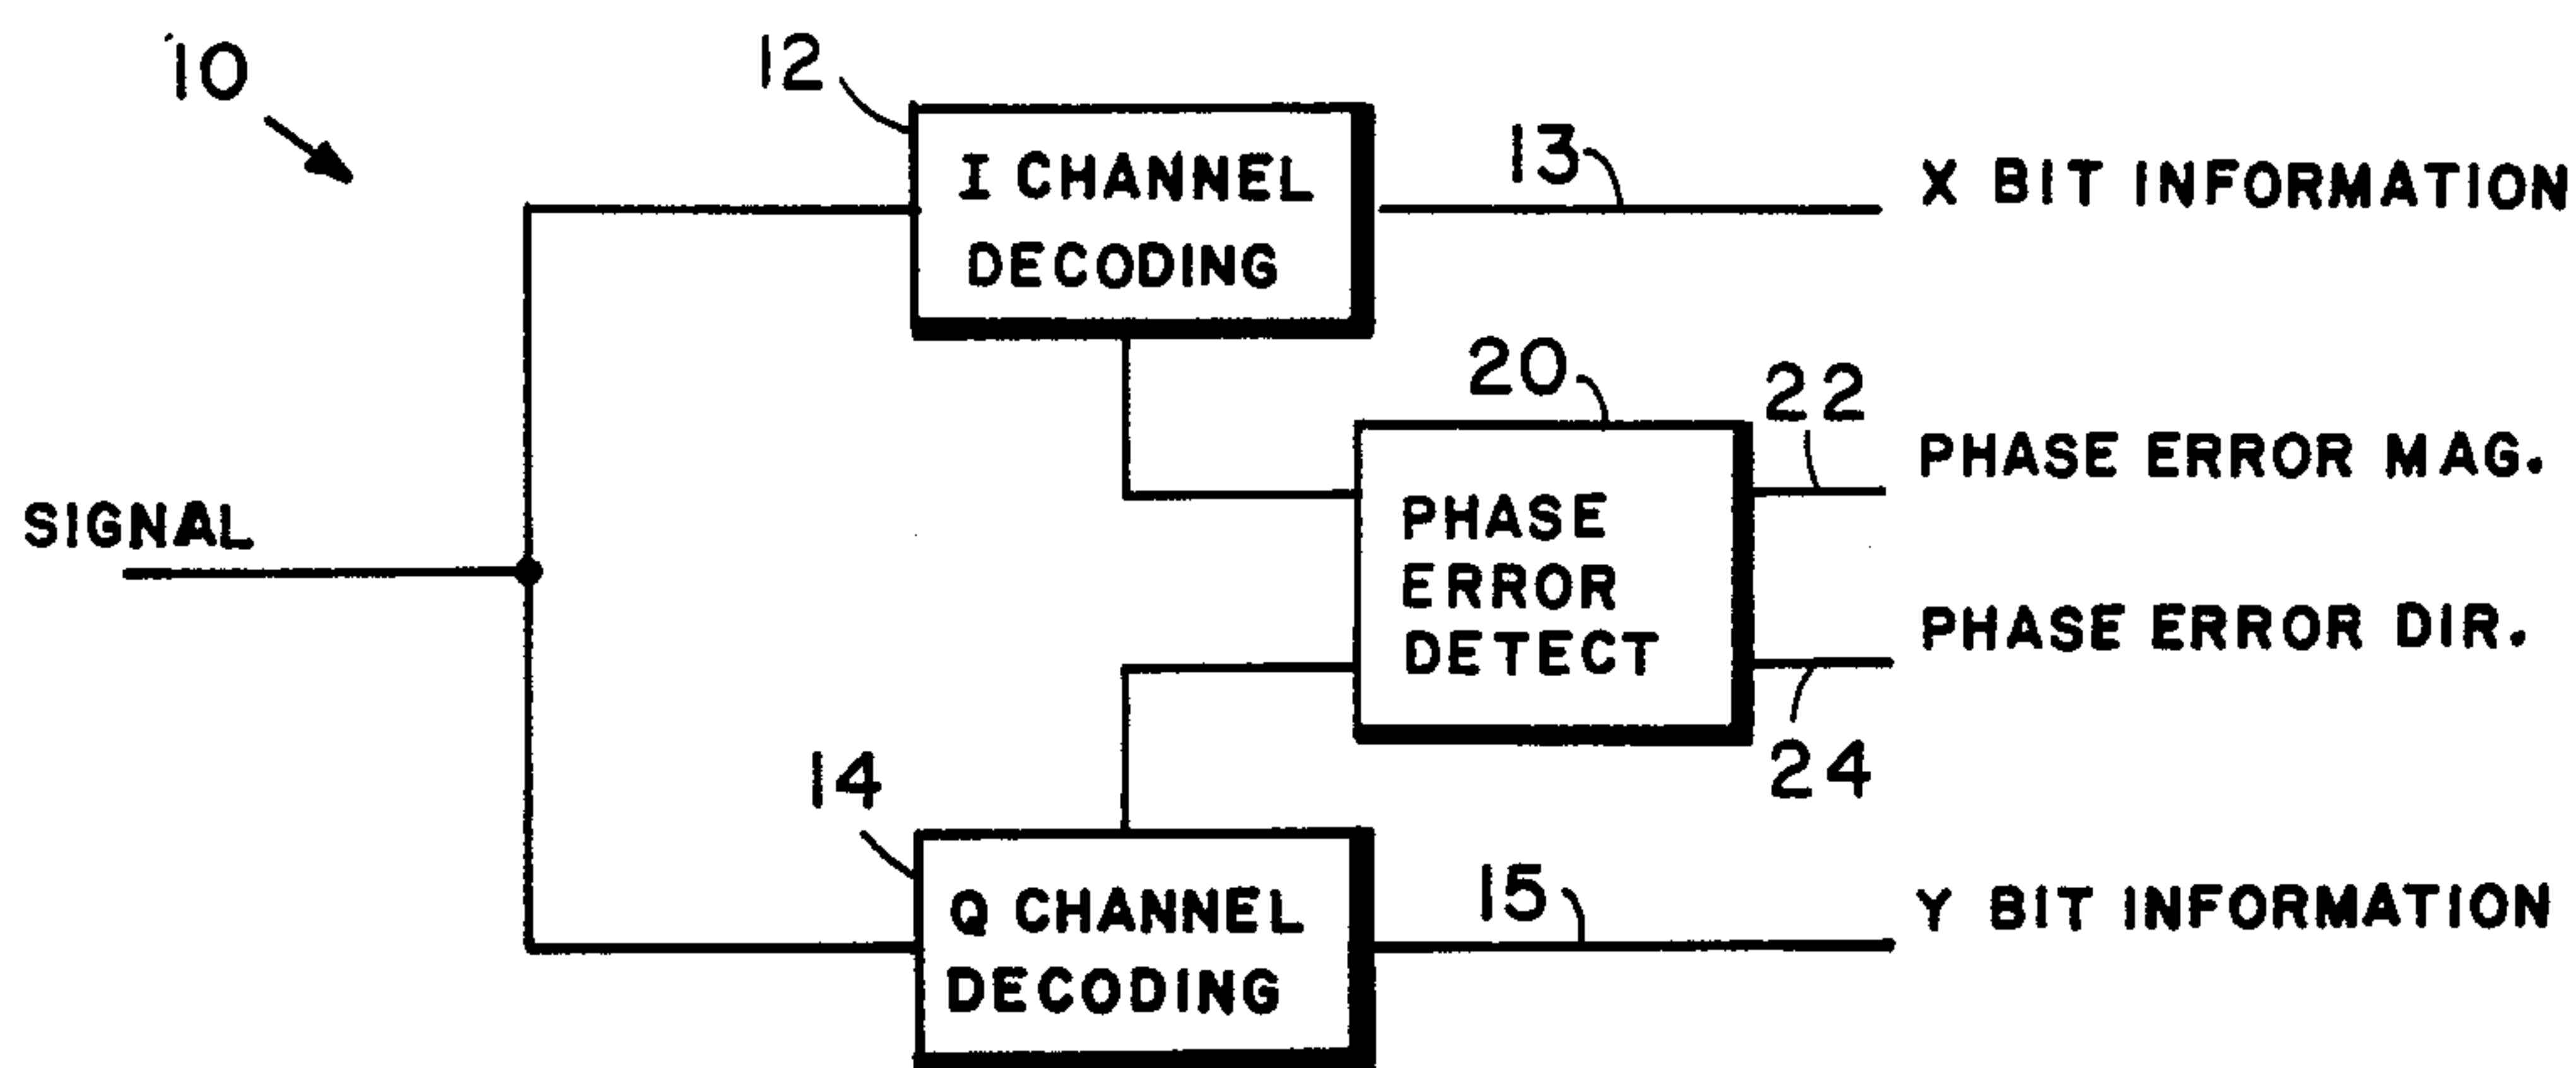 10
12
I CHANNEL
DECODING
13
X BIT INFORMATION
20
22
PHASE ERROR MAG.
SIGNAL
PHASE
ERROR
DETECT
PHASE ERROR DIR.
24
14
Q CHANNEL
DECODING
15
Y BIT INFORMATION